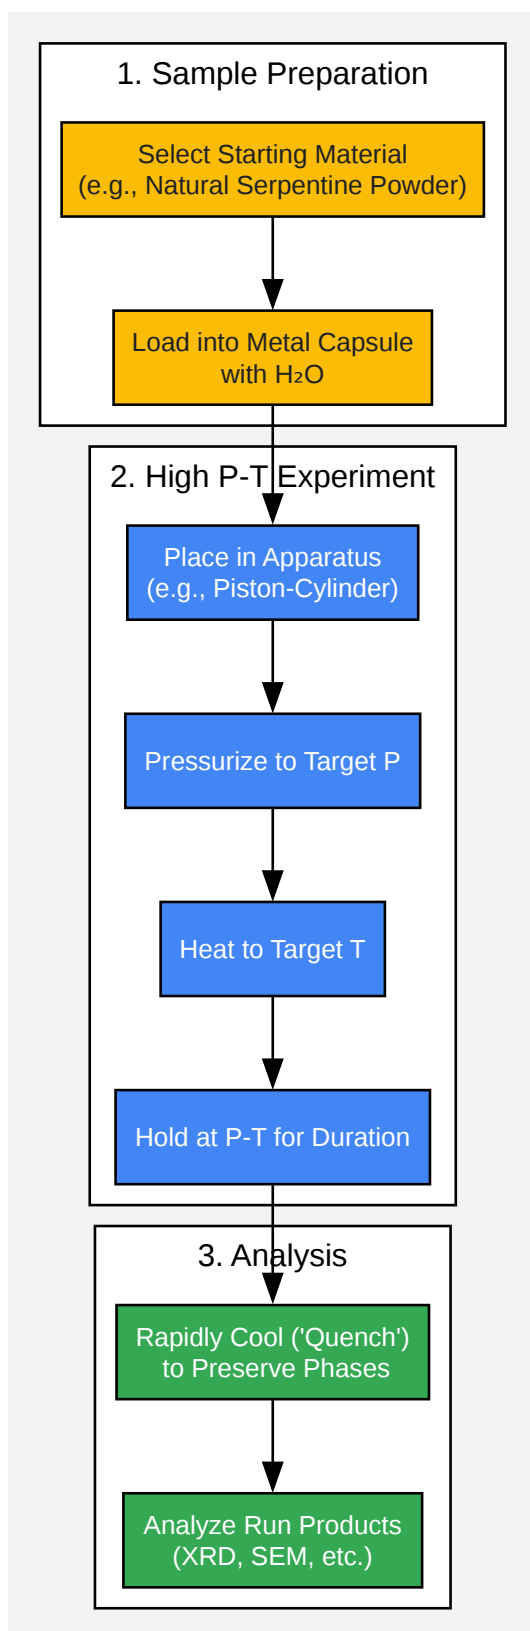 1. Sample Preparation
Select Starting Material
(e.g., Natural Serpentine Powder)
Load into Metal Capsule
with H₂O
2. High P-T Experiment
Place in Apparatus
(e.g., Piston-Cylinder)
Pressurize to Target P
Heat to Target T
Hold at P-T for Duration
3. Analysis
Rapidly Cool ('Quench')
to Preserve Phases
Analyze Run Products
(XRD, SEM, etc.)